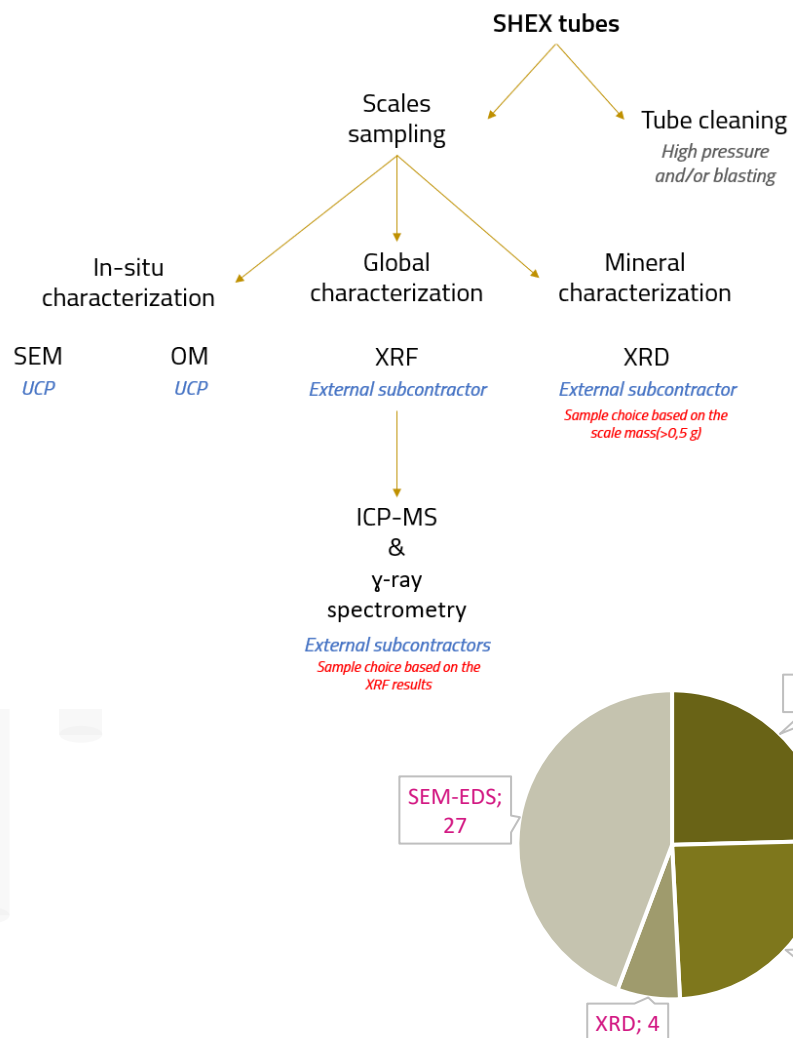 SHEX tubes
Scales
sampling
Tube cleaning
High pressure
and/or blasting
In-situ
characterization
Global
characterization
Mineral
characterization
SEM
UCP
OM
UCP
XRF
External subcontractor
XRD
External subcontractor
Sample choice based on the
scale mass(>0,5 g)
ICP-MS
&
ɣ-ray
spectrometry
External subcontractors
Sample choice based on the
XRF results
SEM-EDS;
27
XRD; 4